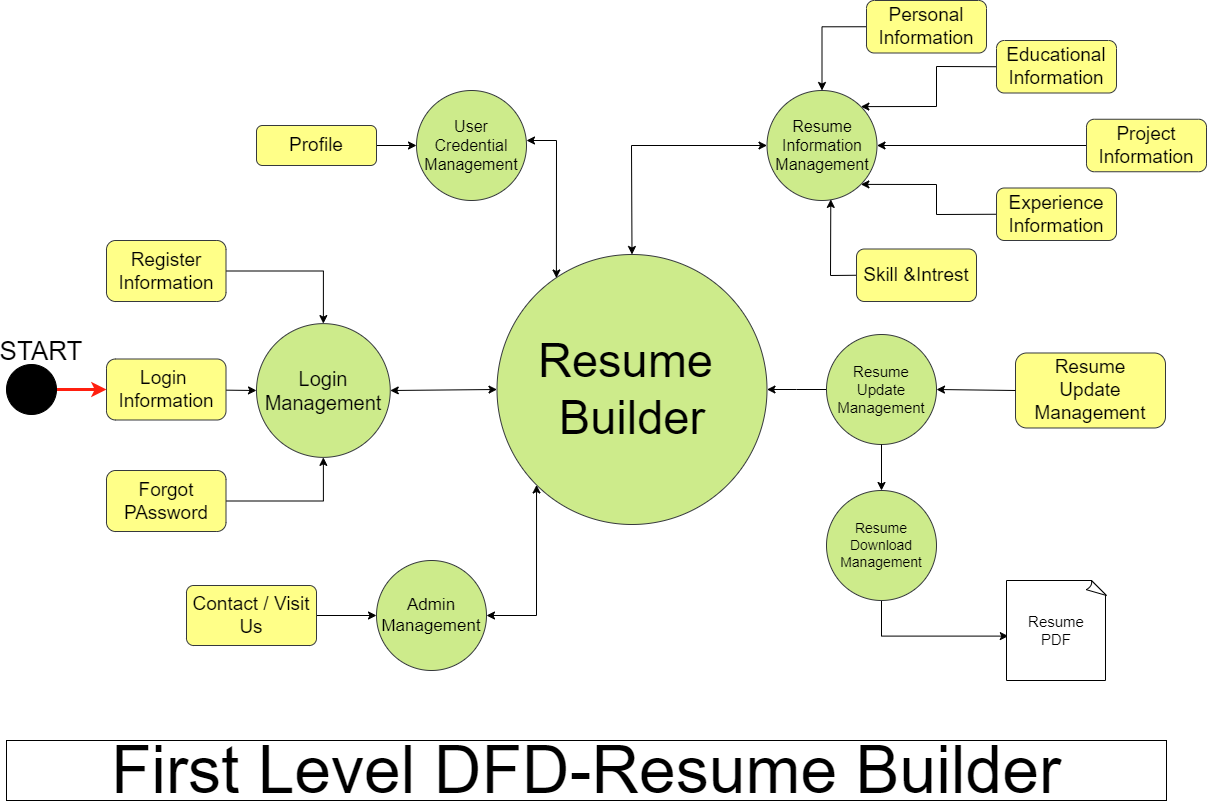 Personal
Information
Educational
Information
User
Credential
Management
Resume
Information
Management
Profile
Project
Information
Experience
Information
Register
Information
Skill &Intrest
START
Login
Information
Login
Management
Resume
Builder
Resume
Update
Management
Resume
Update
Management
Forgot
PAssword
Resume
Download
Management
Contact / Visit
Us
Admin
Management
Resume
PDF
First Level DFD-Resume Builder